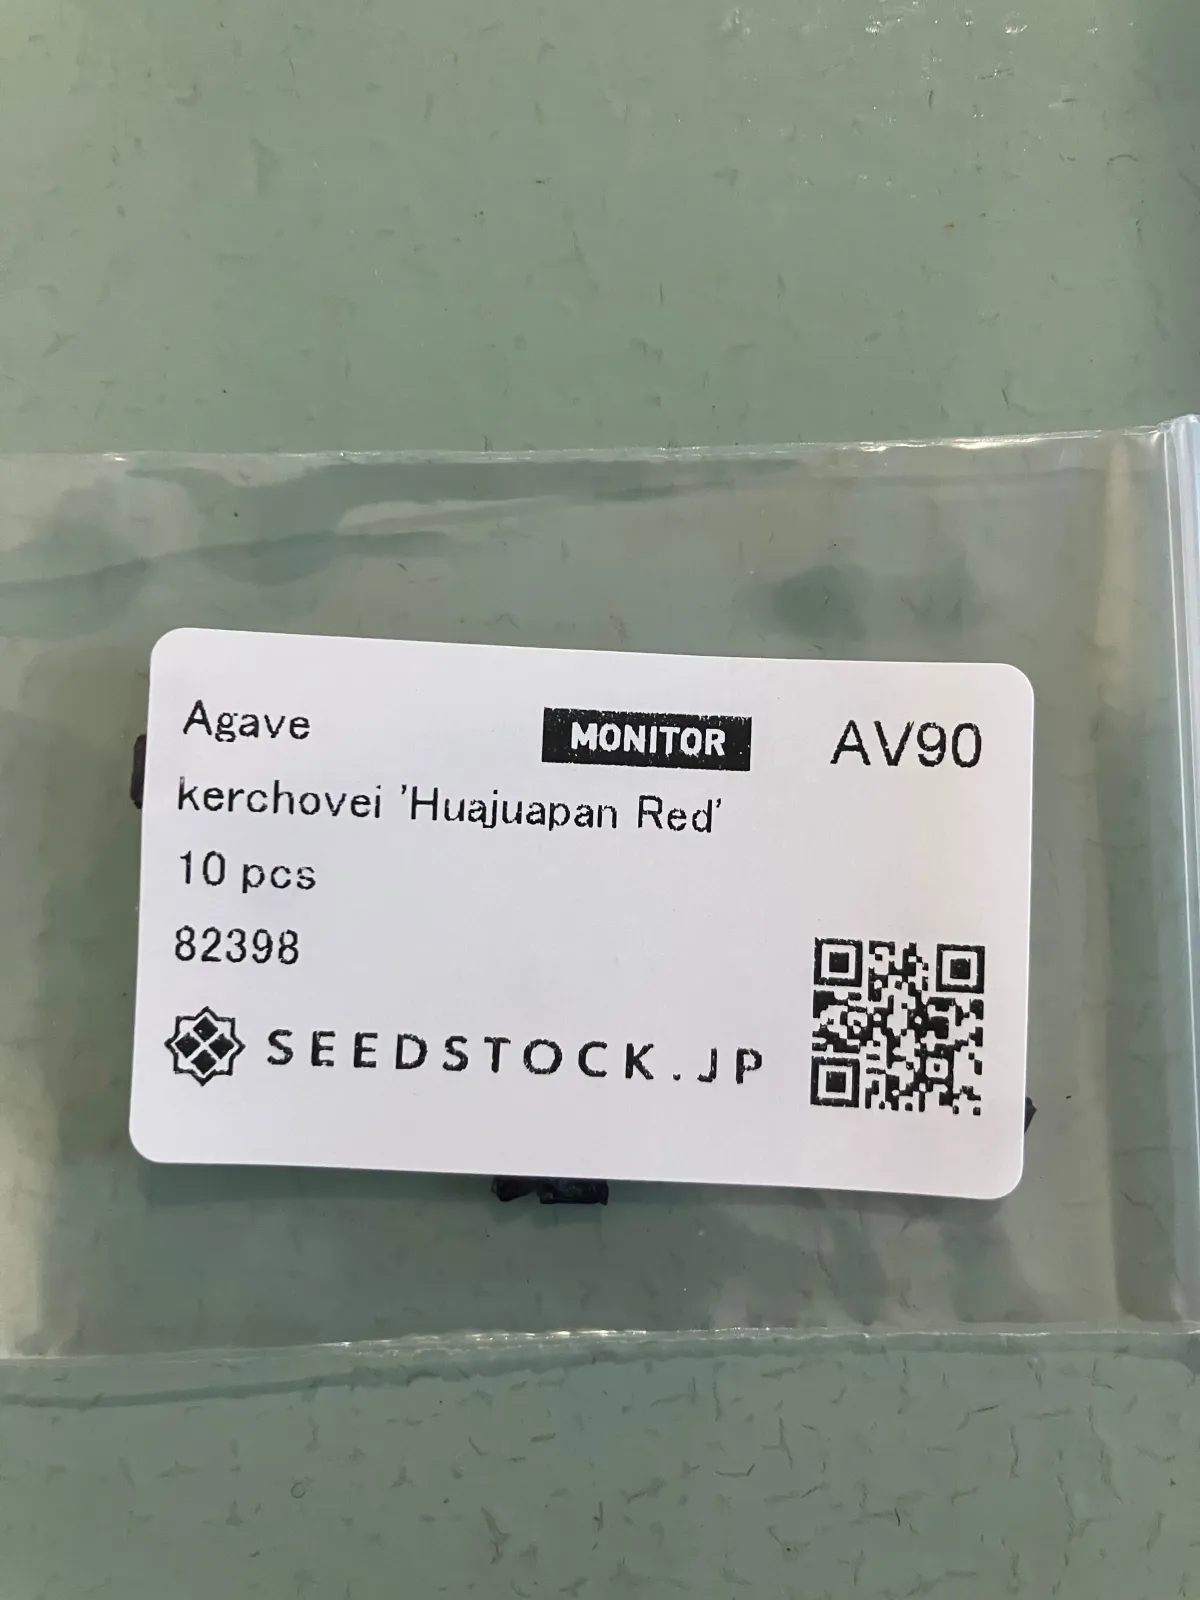 Agave
MONITOR
AV90
kerchovei 'Huajuapan Red'
10 pcs
82398
SEEDSTOCK.JP